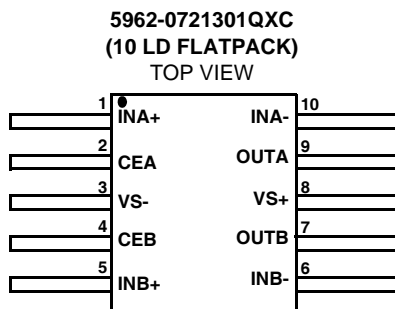 5962-0721301QXC
(10 LD FLATPACK)
TOP VIEW
1 INA+ INA- 10
2 CEA OUTA 9
3 VS- VS+ 8
4 CEB OUTB 7
5 INB+ INB- 6